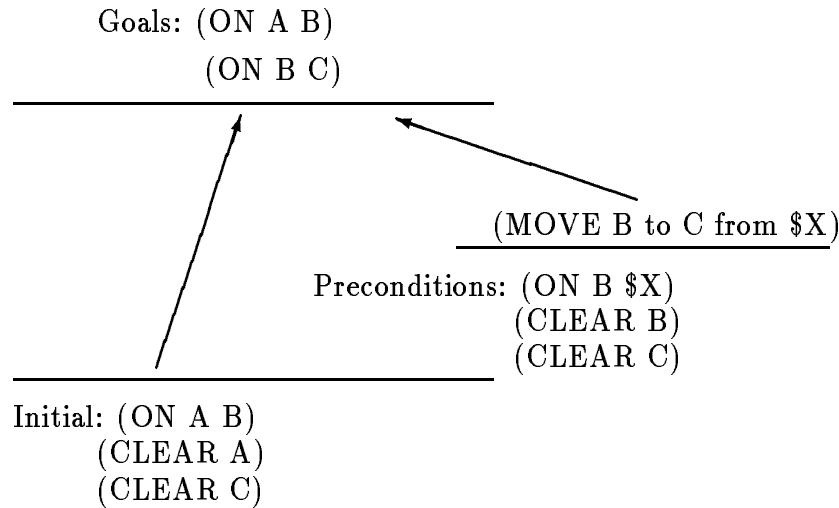 Goals: (ON A B)
(ON B C)
(MOVE B to C from $X)
Preconditions: (ON B $X)
(CLEAR B)
(CLEAR C)
Initial: (ON A B)
(CLEAR A)
(CLEAR C)